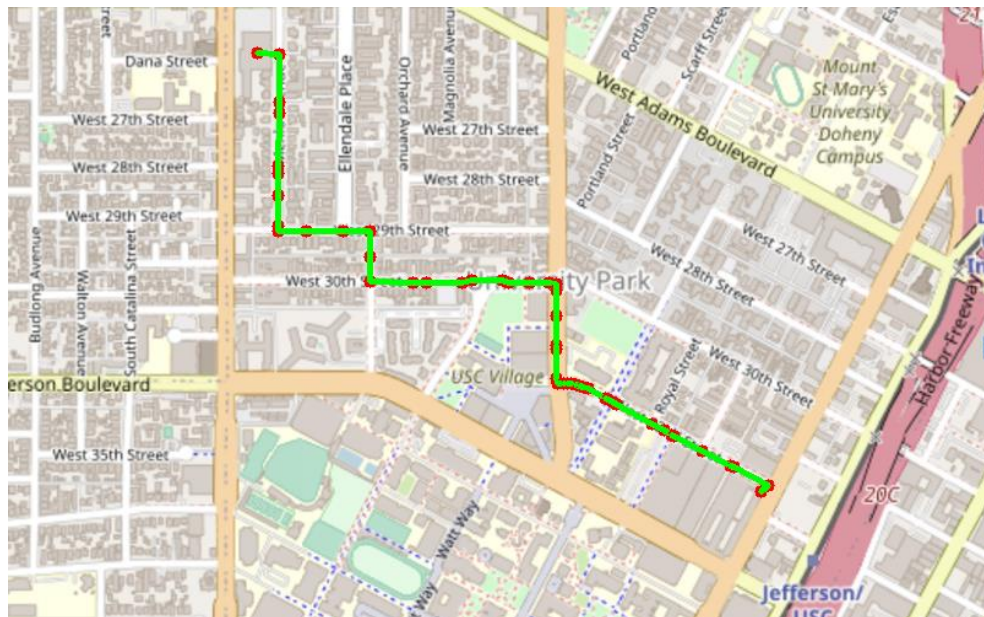 Portland
Scarff Street
Dana Street
Ellendale Place
Orchard Avenue
Magnolia Avenue
West Adams Boulevard
Mount
St Mary's
University
Doheny
Campus
West 27th Street
West 27th Street
West 28th Street
West 28th Street
Portland Street
West 29th Street
29th Street
West 27th Street
West 28th Street
Budlong Avenue
Walton Avenue
South Catalina Street
West 30th
ty Park
Harbor Freeway
USC Village
Royal Street
West 30th Street
erson Boulevard
West 35th Street
20C
Watt Way
Way
Jefferson/
USC